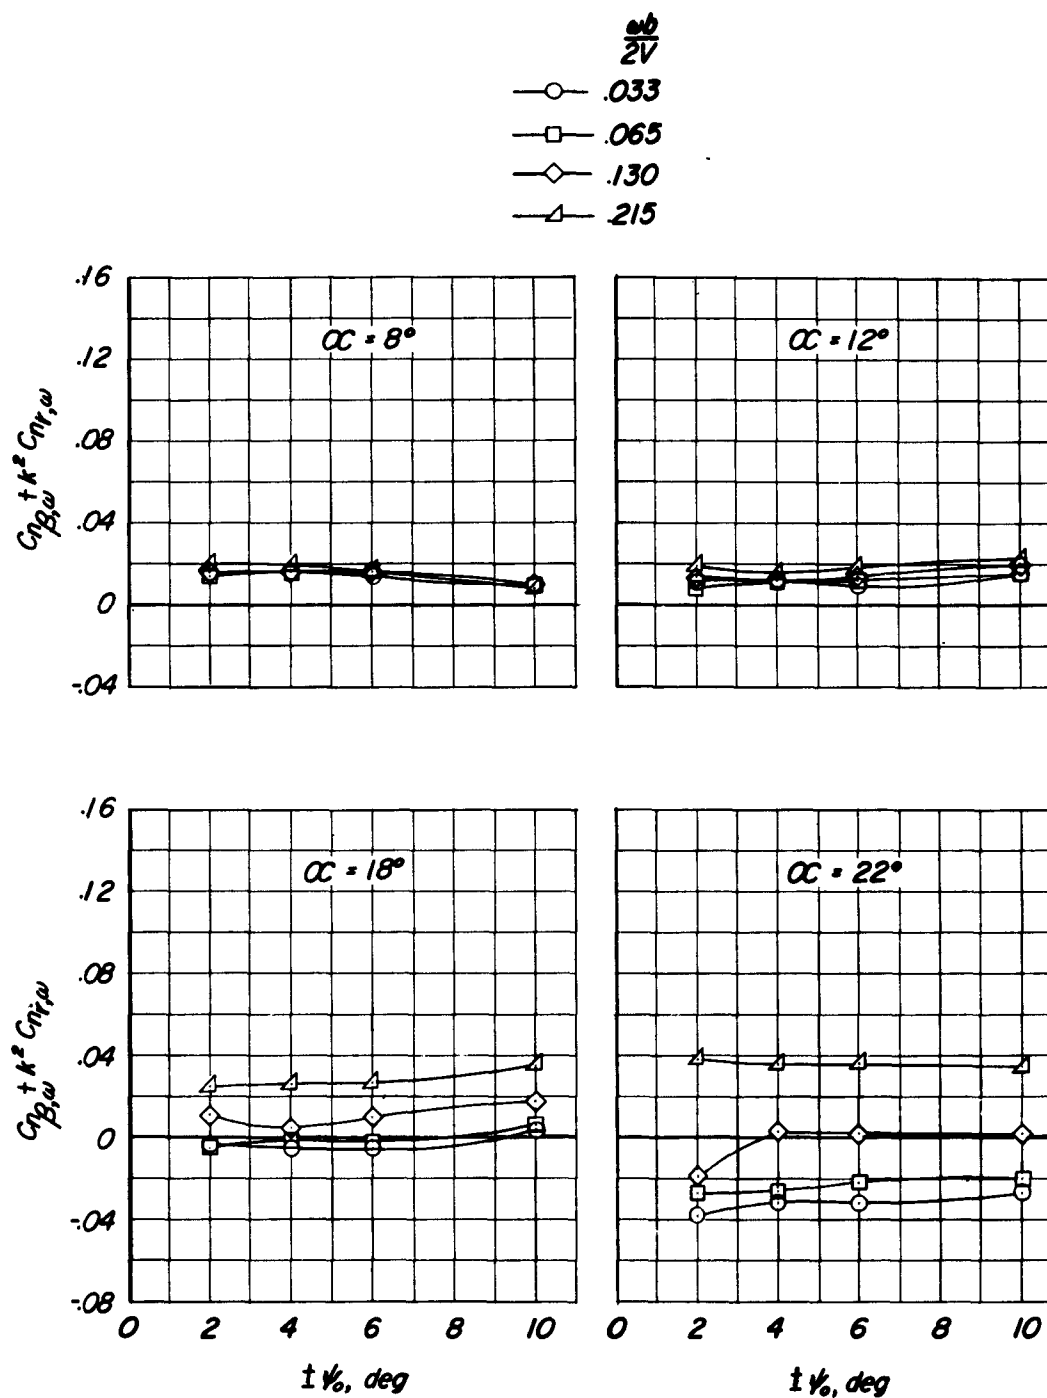 ωb
2V
.033
.065
.130
.215
.16
.12
.08
.04
0
-.04
Cnβ,ω + k² Cnṙ,ω
α = 8°
α = 12°
.16
.12
.08
.04
0
-.04
-.08
Cnβ,ω + k² Cnṙ,ω
α = 18°
α = 22°
0 2 4 6 8 10
0 2 4 6 8 10
± ψ₀, deg
± ψ₀, deg